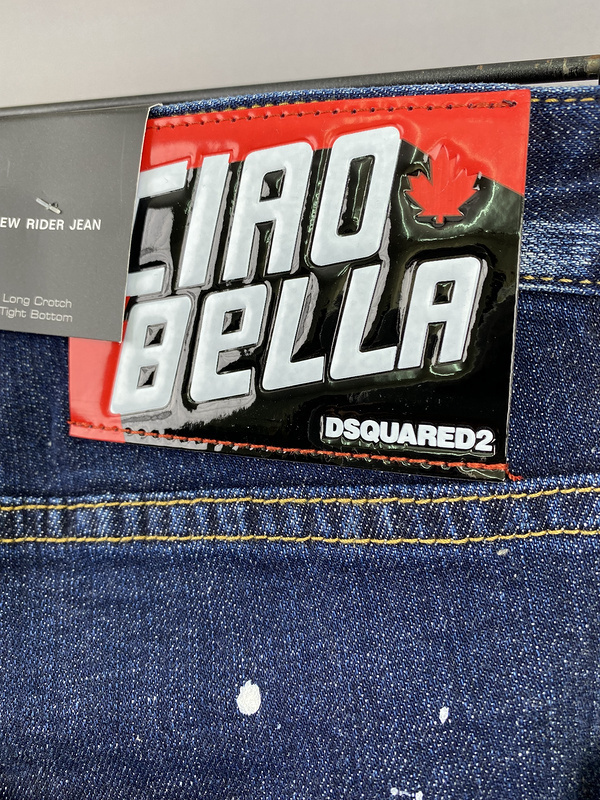 EW RIDER JEAN
Long Crotch
Tight Bottom
CIAO
BELLA
DSQUARED2